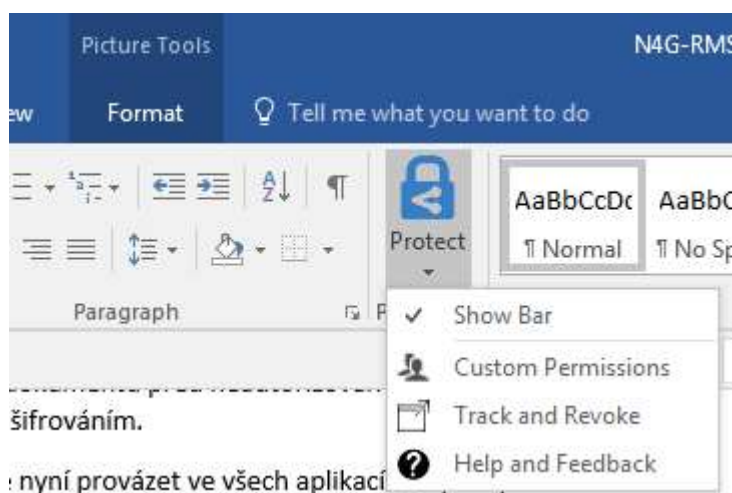 Picture Tools
N4G-RMS
ew Format Tell me what you want to do
Protect
AaBbCcDc AaBbC
¶ Normal ¶ No Sp
Paragraph
Show Bar
Custom Permissions
Track and Revoke
Help and Feedback
šifrováním.
nyní provázet ve všech aplikací